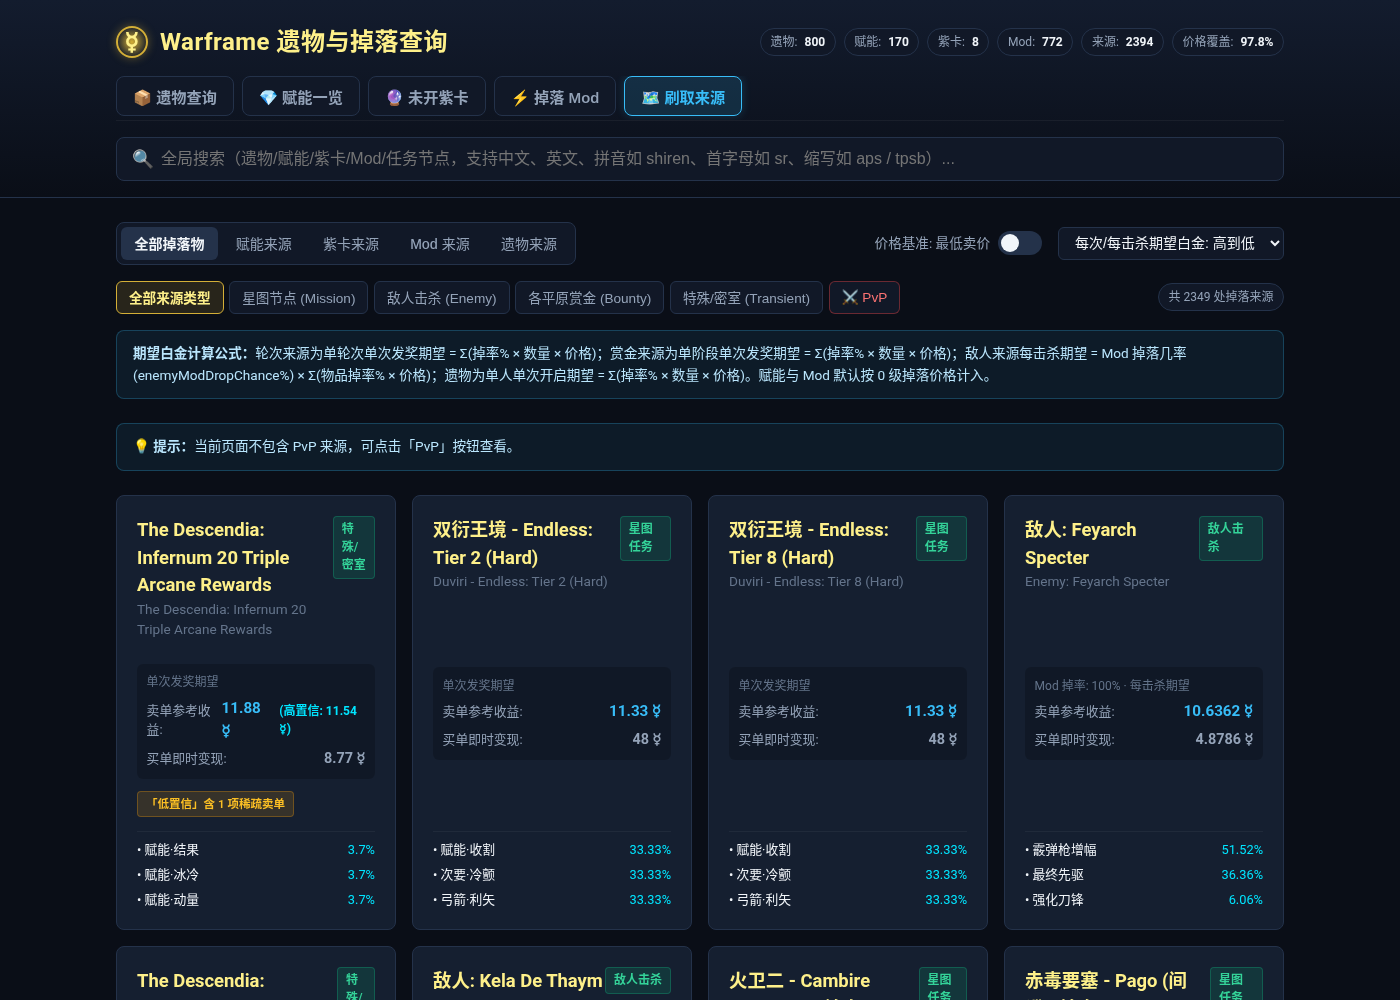 Warframe 遗物与掉落查询
遗物: 800
赋能: 170
紫卡: 8
Mod: 772
来源: 2394
价格覆盖: 97.8%
📦 遗物查询
💎 赋能一览
🔮 未开紫卡
⚡ 掉落 Mod
🗺️ 刷取来源
🔍 全局搜索（遗物/赋能/紫卡/Mod/任务节点，支持中文、英文、拼音如 shiren、首字母如 sr、缩写如 aps / tpsb）...
全部掉落物
赋能来源
紫卡来源
Mod 来源
遗物来源
价格基准: 最低卖价
每次/每击杀期望白金: 高到低
全部来源类型
星图节点 (Mission)
敌人击杀 (Enemy)
各平原赏金 (Bounty)
特殊/密室 (Transient)
⚔️ PvP
共 2349 处掉落来源
期望白金计算公式：轮次来源为单轮次单次发奖期望 = Σ(掉率% × 数量 × 价格)；赏金来源为单阶段单次发奖期望 = Σ(掉率% × 数量 × 价格)；敌人来源每击杀期望 = Mod 掉落几率
(enemyModDropChance%) × Σ(物品掉率% × 价格)；遗物为单人单次开启期望 = Σ(掉率% × 数量 × 价格)。赋能与 Mod 默认按 0 级掉落价格计入。
💡 提示：当前页面不包含 PvP 来源，可点击「PvP」按钮查看。
The Descendia:
Infernum 20 Triple
Arcane Rewards
特
殊/
密室
The Descendia: Infernum 20
Triple Arcane Rewards
单次发奖期望
卖单参考收
益:
11.88
☿
(高置信: 11.54
☿)
买单即时变现:
8.77 ☿
「低置信」含 1 项稀疏卖单
• 赋能·结果
3.7%
• 赋能·冰冷
3.7%
• 赋能·动量
3.7%
双衍王境 - Endless:
Tier 2 (Hard)
星图
任务
Duviri - Endless: Tier 2 (Hard)
单次发奖期望
卖单参考收益:
11.33 ☿
买单即时变现:
48 ☿
• 赋能·收割
33.33%
• 次要·冷颤
33.33%
• 弓箭·利矢
33.33%
双衍王境 - Endless:
Tier 8 (Hard)
星图
任务
Duviri - Endless: Tier 8 (Hard)
单次发奖期望
卖单参考收益:
11.33 ☿
买单即时变现:
48 ☿
• 赋能·收割
33.33%
• 次要·冷颤
33.33%
• 弓箭·利矢
33.33%
敌人: Feyarch
Specter
敌人击
杀
Enemy: Feyarch Specter
Mod 掉率: 100% · 每击杀期望
卖单参考收益:
10.6362 ☿
买单即时变现:
4.8786 ☿
• 霰弹枪增幅
51.52%
• 最终先驱
36.36%
• 强化刀锋
6.06%
The Descendia:
特
殊/
敌人: Kela De Thaym
敌人击杀
火卫二 - Cambire
星图
任务
赤毒要塞 - Pago (间
星图
任务